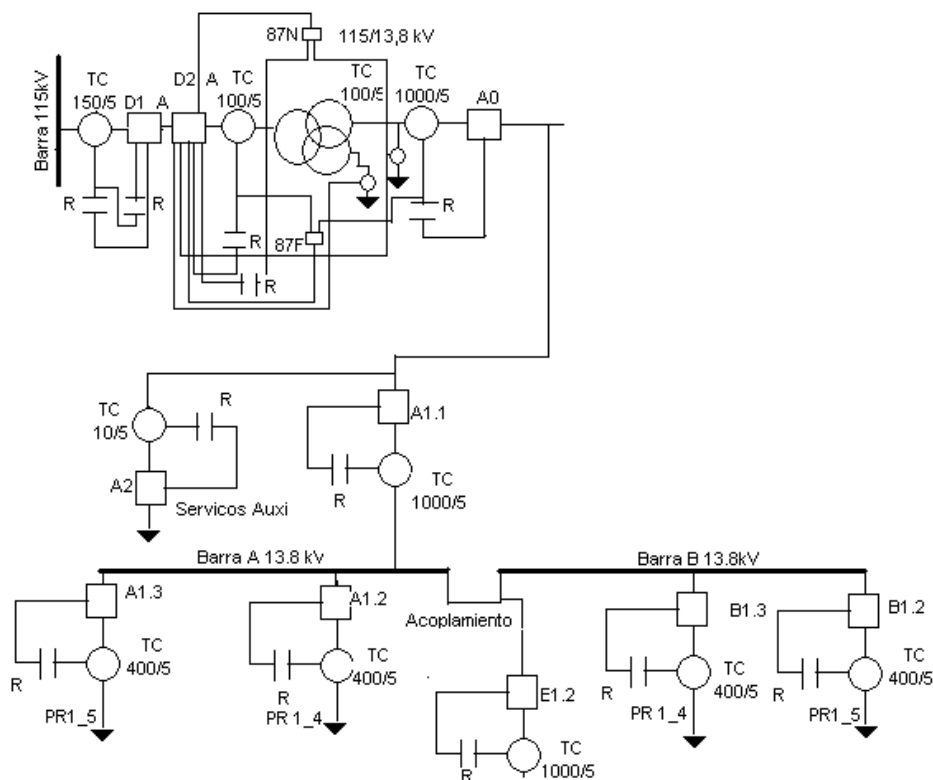 87N
115/13,8 kV
TC
150/5
D1
A
D2
A
TC
100/5
TC
100/5
TC
1000/5
A0
Barra 115kV
R
R
R
87F
R
R
TC
10/5
R
A2
Servicos Auxi
A1.1
R
TC
1000/5
Barra A 13.8 kV
Barra B 13.8kV
A1.3
TC
400/5
R
PR1_5
A1.2
TC
400/5
R
PR 1_4
Acoplamiento
E1.2
R
TC
1000/5
B1.3
TC
400/5
R
PR 1_4
B1.2
TC
400/5
R
PR1_5